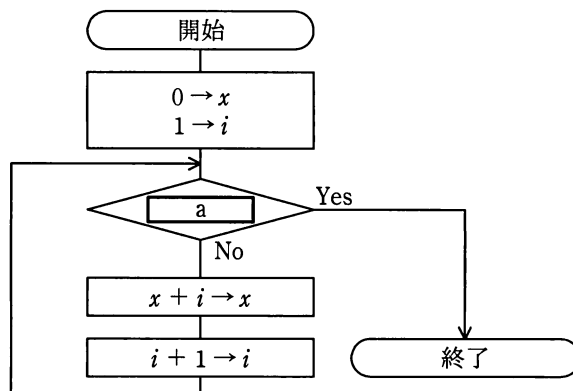 開始
0 → x
1 → i
a
Yes
No
x + i → x
i + 1 → i
終了